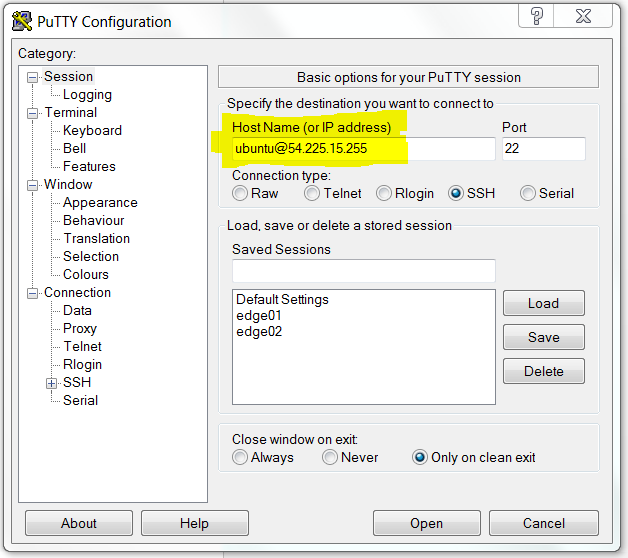 PuTTY Configuration
Category:
Session
Logging
Terminal
Keyboard
Bell
Features
Window
Appearance
Behaviour
Translation
Selection
Colours
Connection
Data
Proxy
Telnet
Rlogin
SSH
Serial
Basic options for your PuTTY session
Specify the destination you want to connect to
Host Name (or IP address) Port
ubuntu@54.225.15.255 22
Connection type:
Raw Telnet Rlogin SSH Serial
Load, save or delete a stored session
Saved Sessions
Default Settings
edge01
edge02
Load
Save
Delete
Close window on exit:
Always Never Only on clean exit
About Help Open Cancel